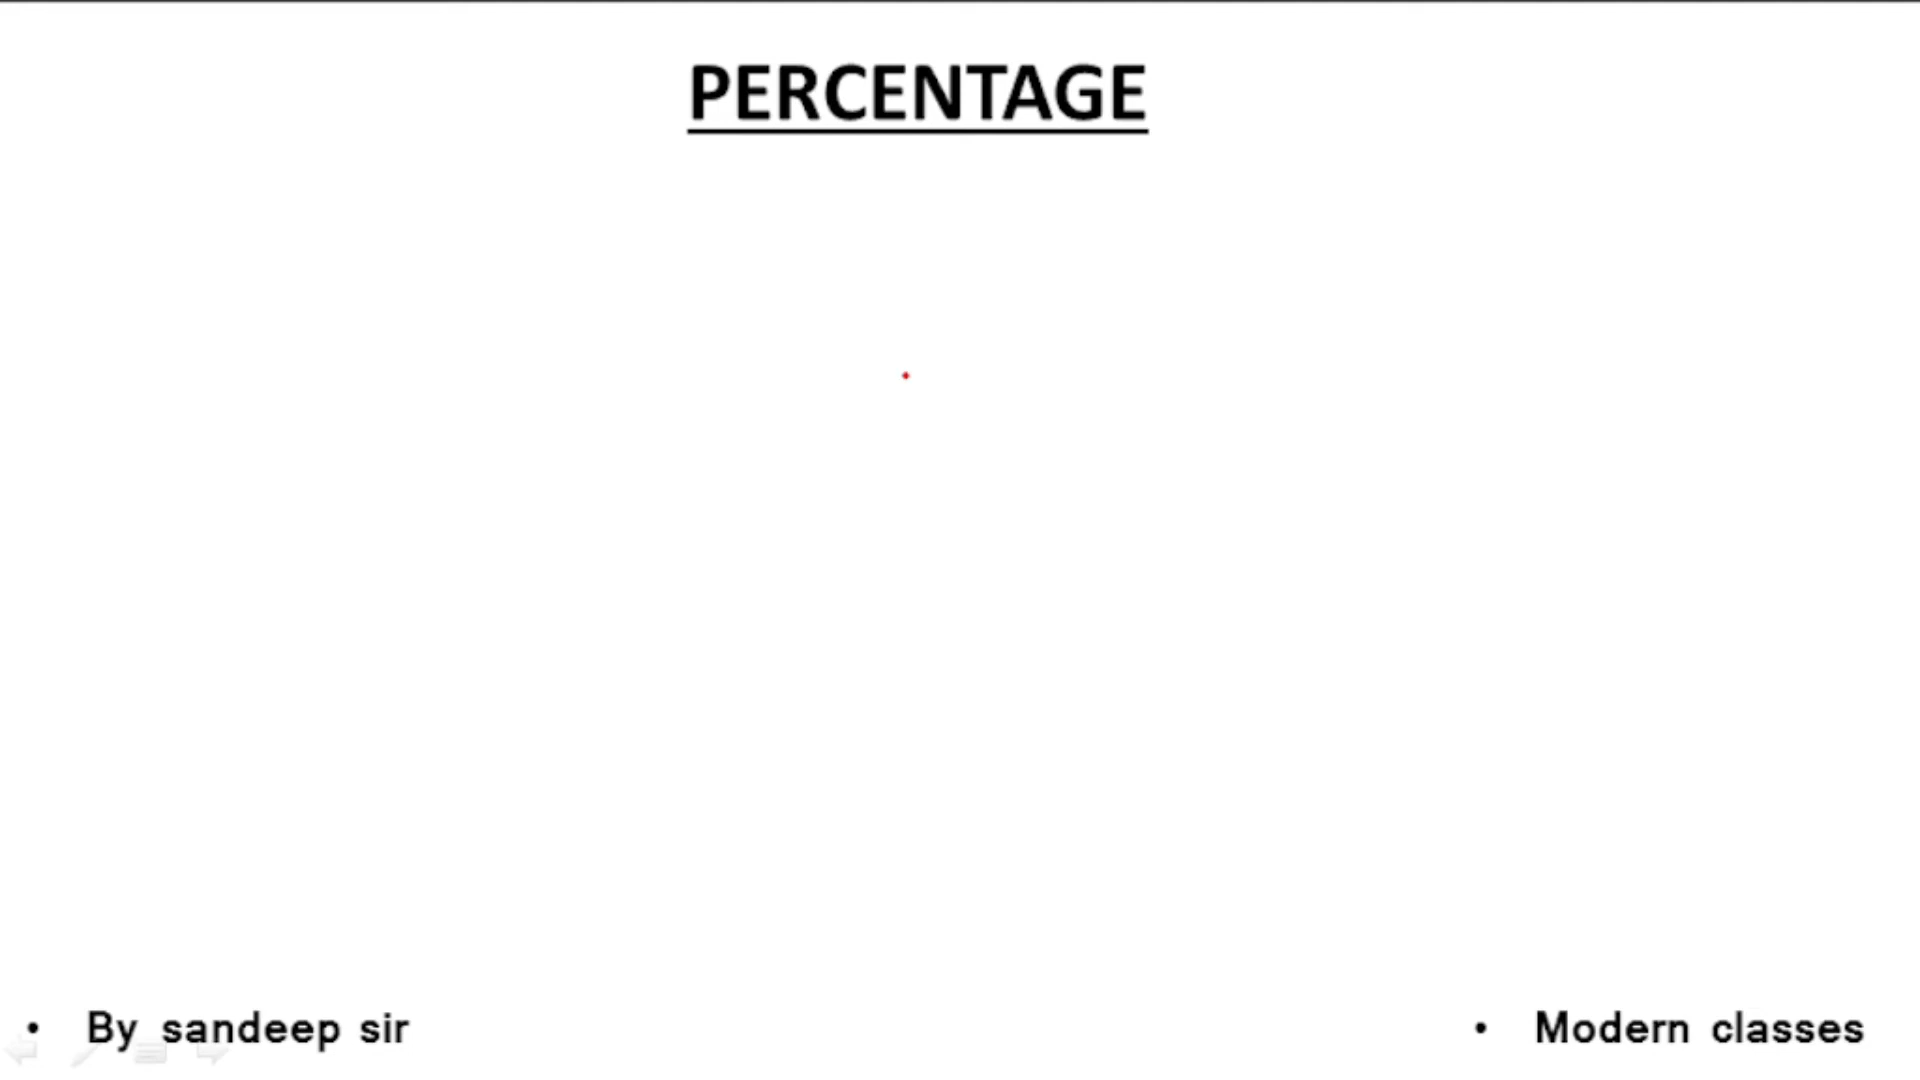 PERCENTAGE
• By sandeep sir
• Modern classes